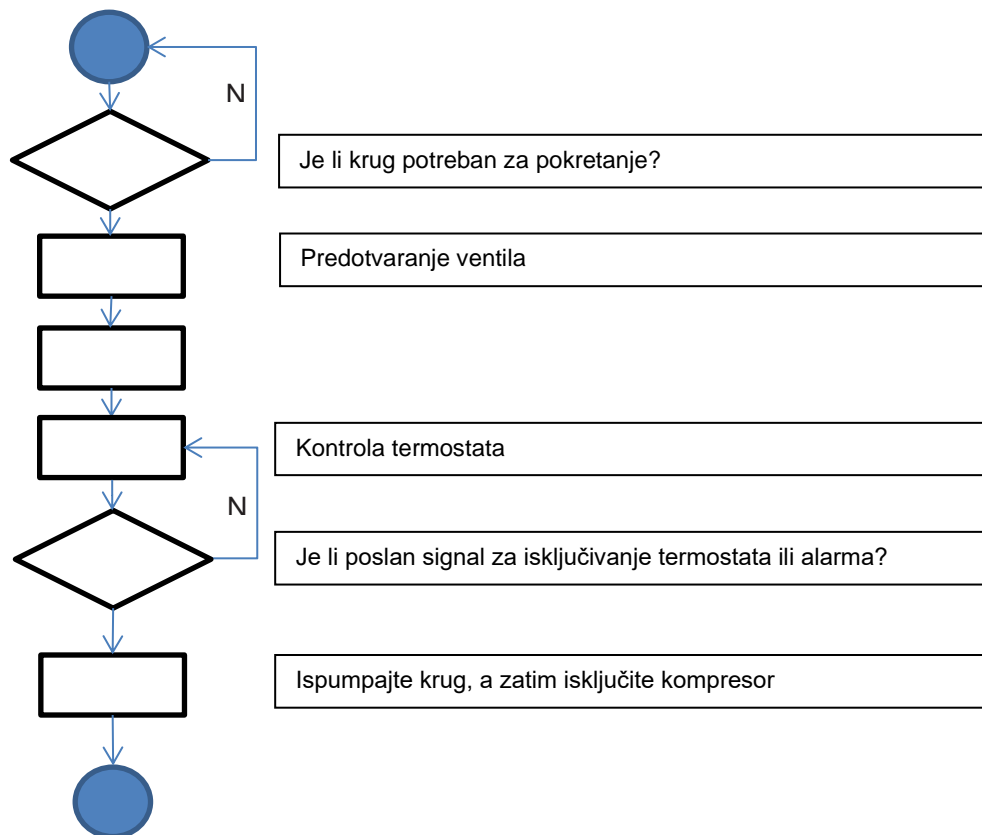 N
Je li krug potreban za pokretanje?
Predotvaranje ventila
Kontrola termostata
N
Je li poslan signal za isključivanje termostata ili alarma?
Ispumpajte krug, a zatim isključite kompresor